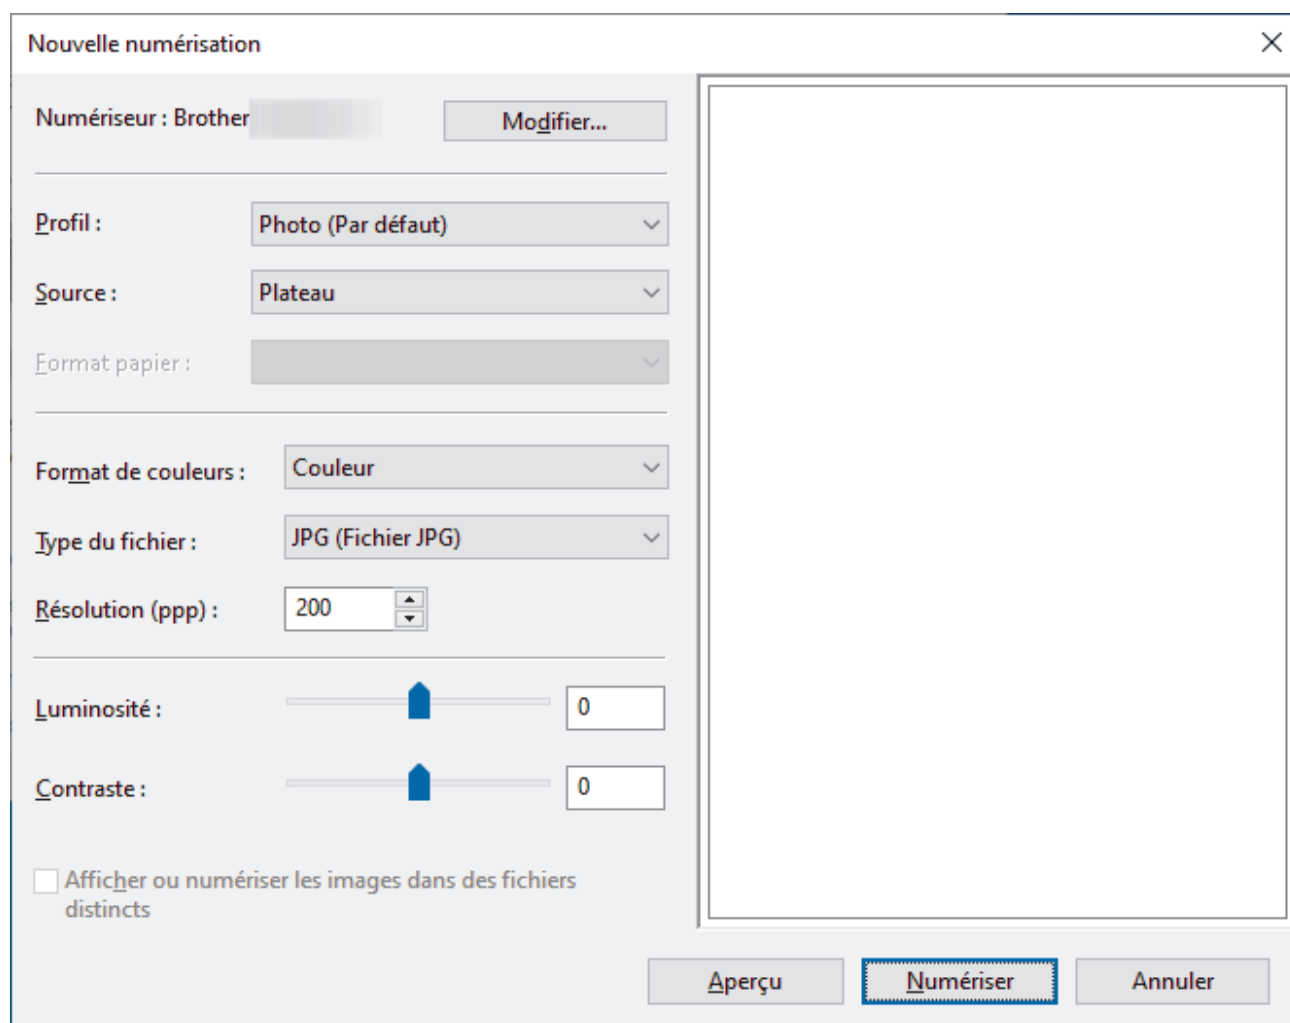 Nouvelle numérisation
Numériseur : Brother
Modifier...
Profil :
Photo (Par défaut)
Source :
Plateau
Format papier :
Format de couleurs :
Couleur
Type du fichier :
JPG (Fichier JPG)
Résolution (ppp) :
200
Luminosité :
0
Contraste :
0
Afficher ou numériser les images dans des fichiers
distincts
Aperçu
Numériser
Annuler